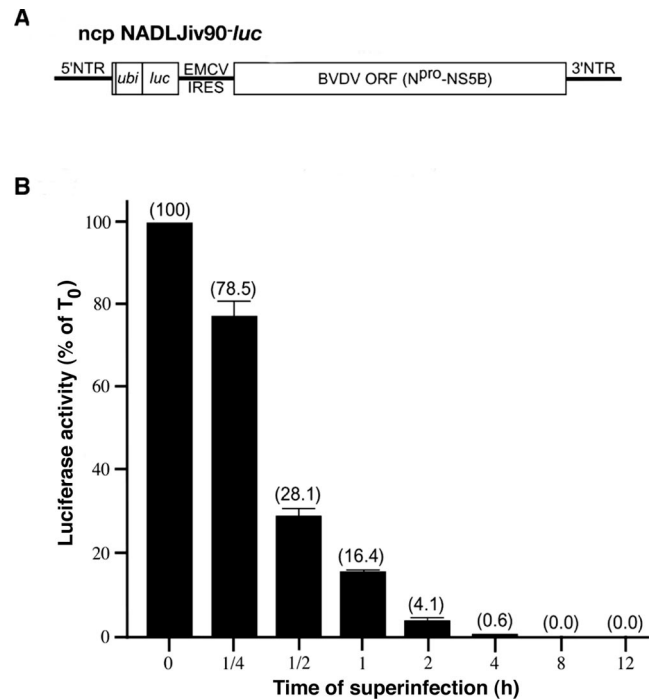 A
ncp NADLJiv90-luc
5'NTR ubi luc EMCV IRES BVDV ORF (Npro-NS5B) 3'NTR
B
Luciferase activity (% of T0)
100
80
60
40
20
0
(100)
(78.5)
(28.1)
(16.4)
(4.1)
(0.6)
(0.0)
(0.0)
0 1/4 1/2 1 2 4 8 12
Time of superinfection (h)